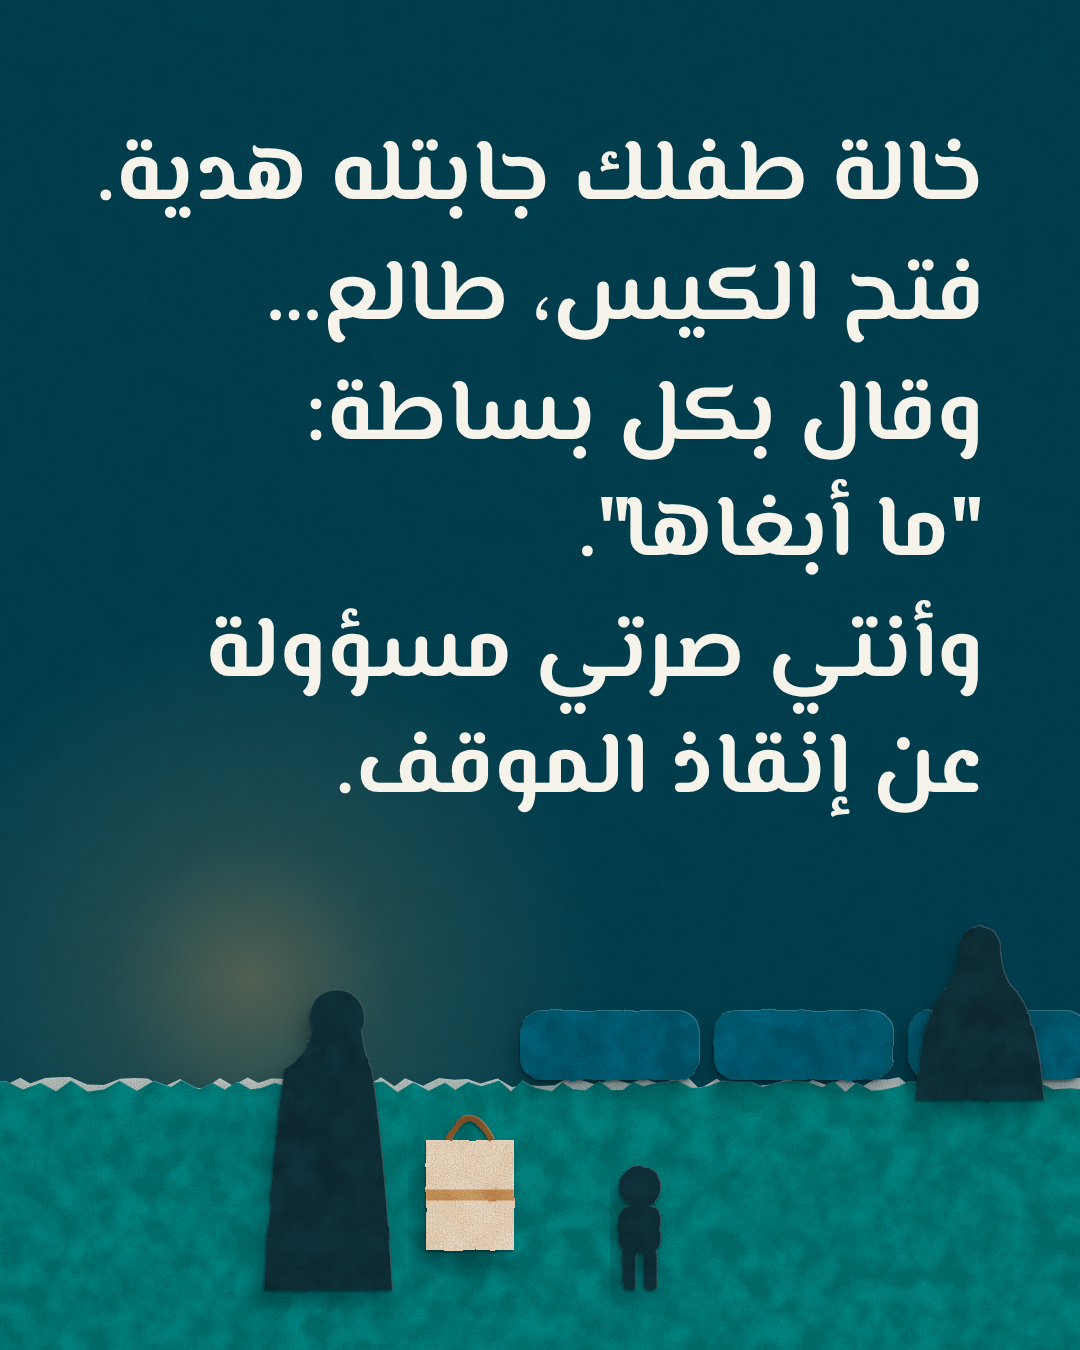 خالة طفلك جابتله هدية.
فتح الكيس، طالع...
وقال بكل بساطة:
"ما أبغاها".
وأنتي صرتي مسؤولة
عن إنقاذ الموقف.